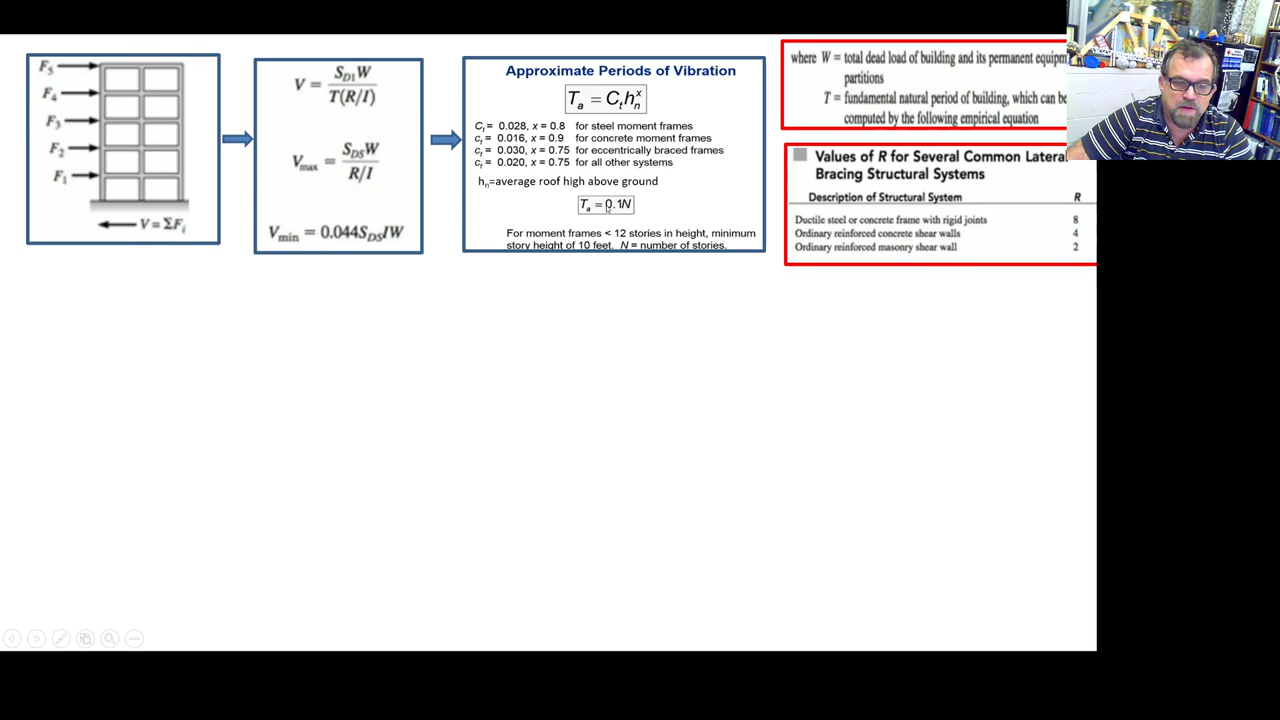 F5
F4
F3
F2
F1
V = ΣFi
V = SD1W / T(R/I)
Vmax = SDSW / R/I
Vmin = 0.044SDSIW
Approximate Periods of Vibration
Ta = Ct hn^x
Ct = 0.028, x = 0.8 for steel moment frames
ct = 0.016, x = 0.9 for concrete moment frames
ct = 0.030, x = 0.75 for eccentrically braced frames
ct = 0.020, x = 0.75 for all other systems
hn=average roof high above ground
Ta = 0.1N
For moment frames < 12 stories in height, minimum
story height of 10 feet. N = number of stories.
where W = total dead load of building and its permanent
partitions
T = fundamental natural period of building, which can be
computed by the following empirical equation
Values of R for Several Common
Bracing Structural Systems
Description of Structural System R
Ductile steel or concrete frame with rigid joints 8
Ordinary reinforced concrete shear walls 4
Ordinary reinforced masonry shear wall 2